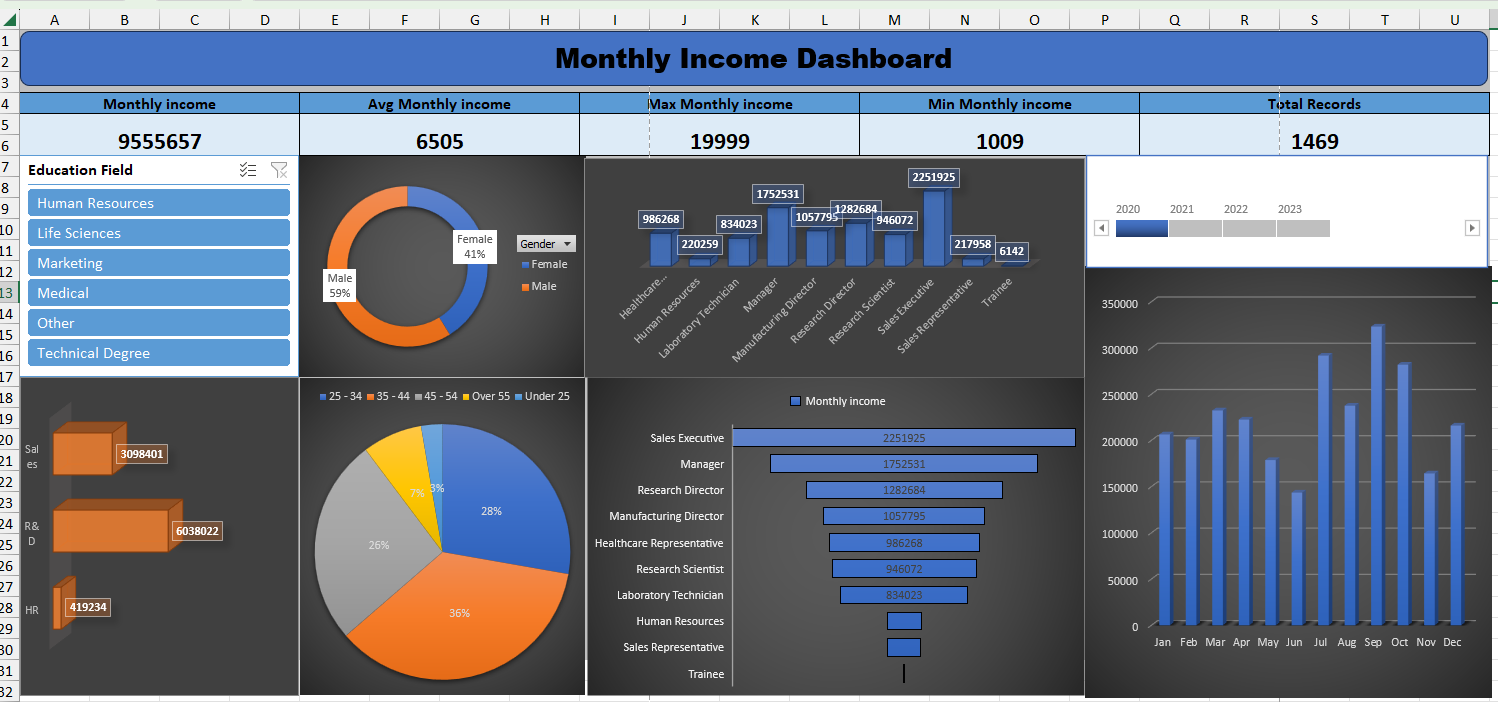 A B C D E F G H I J K L M N O P Q R S T U
1
2
3
4
5
6
7
8
9
10
11
12
13
14
15
16
17
18
19
20
21
22
23
24
25
26
27
28
29
30
31
32
Monthly Income Dashboard
Monthly income Avg Monthly income Max Monthly income Min Monthly income Total Records
9555657 6505 19999 1009 1469
Education Field
Human Resources
Life Sciences
Marketing
Medical
Other
Technical Degree
Female
41%
Male
59%
Gender
Female
Male
986268
220259
834023
1752531
1057795
1282684
946072
2251925
217958
6142
Healthcare...
Human Resources
Laboratory Technician
Manager
Manufacturing Director
Research Director
Research Scientist
Sales Executive
Sales Representative
Trainee
2020 2021 2022 2023
Sal
es
3098401
R&
D
6038022
HR
419234
25 - 34 35 - 44 45 - 54 Over 55 Under 25
28%
36%
26%
7%
3%
Monthly income
Sales Executive 2251925
Manager 1752531
Research Director 1282684
Manufacturing Director 1057795
Healthcare Representative 986268
Research Scientist 946072
Laboratory Technician 834023
Human Resources
Sales Representative
Trainee
350000
300000
250000
200000
150000
100000
50000
0
Jan Feb Mar Apr May Jun Jul Aug Sep Oct Nov Dec